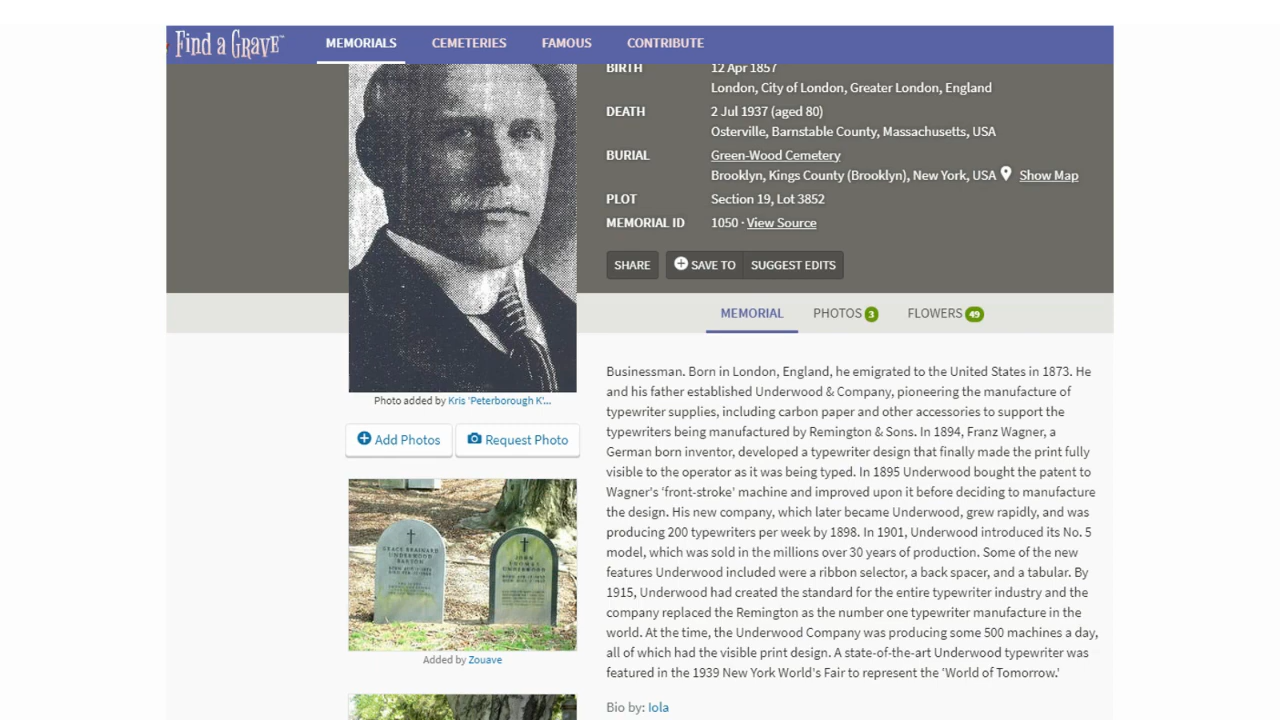 Find a Grave™
MEMORIALS
CEMETERIES
FAMOUS
CONTRIBUTE
BIRTH
12 Apr 1857
London, City of London, Greater London, England
DEATH
2 Jul 1937 (aged 80)
Osterville, Barnstable County, Massachusetts, USA
BURIAL
Green-Wood Cemetery
Brooklyn, Kings County (Brooklyn), New York, USA Show Map
PLOT
Section 19, Lot 3852
MEMORIAL ID
1050 · View Source
SHARE
SAVE TO
SUGGEST EDITS
MEMORIAL
PHOTOS 3
FLOWERS 49
Photo added by Kris 'Peterborough K'...
Add Photos
Request Photo
GRACE BRAINARD
UNDERWOOD
JOHN
THOMAS
UNDERWOOD
Added by Zouave
Businessman. Born in London, England, he emigrated to the United States in 1873. He
and his father established Underwood & Company, pioneering the manufacture of
typewriter supplies, including carbon paper and other accessories to support the
typewriters being manufactured by Remington & Sons. In 1894, Franz Wagner, a
German born inventor, developed a typewriter design that finally made the print fully
visible to the operator as it was being typed. In 1895 Underwood bought the patent to
Wagner's 'front-stroke' machine and improved upon it before deciding to manufacture
the design. His new company, which later became Underwood, grew rapidly, and was
producing 200 typewriters per week by 1898. In 1901, Underwood introduced its No. 5
model, which was sold in the millions over 30 years of production. Some of the new
features Underwood included were a ribbon selector, a back spacer, and a tabular. By
1915, Underwood had created the standard for the entire typewriter industry and the
company replaced the Remington as the number one typewriter manufacture in the
world. At the time, the Underwood Company was producing some 500 machines a day,
all of which had the visible print design. A state-of-the-art Underwood typewriter was
featured in the 1939 New York World's Fair to represent the 'World of Tomorrow.'
Bio by: Iola